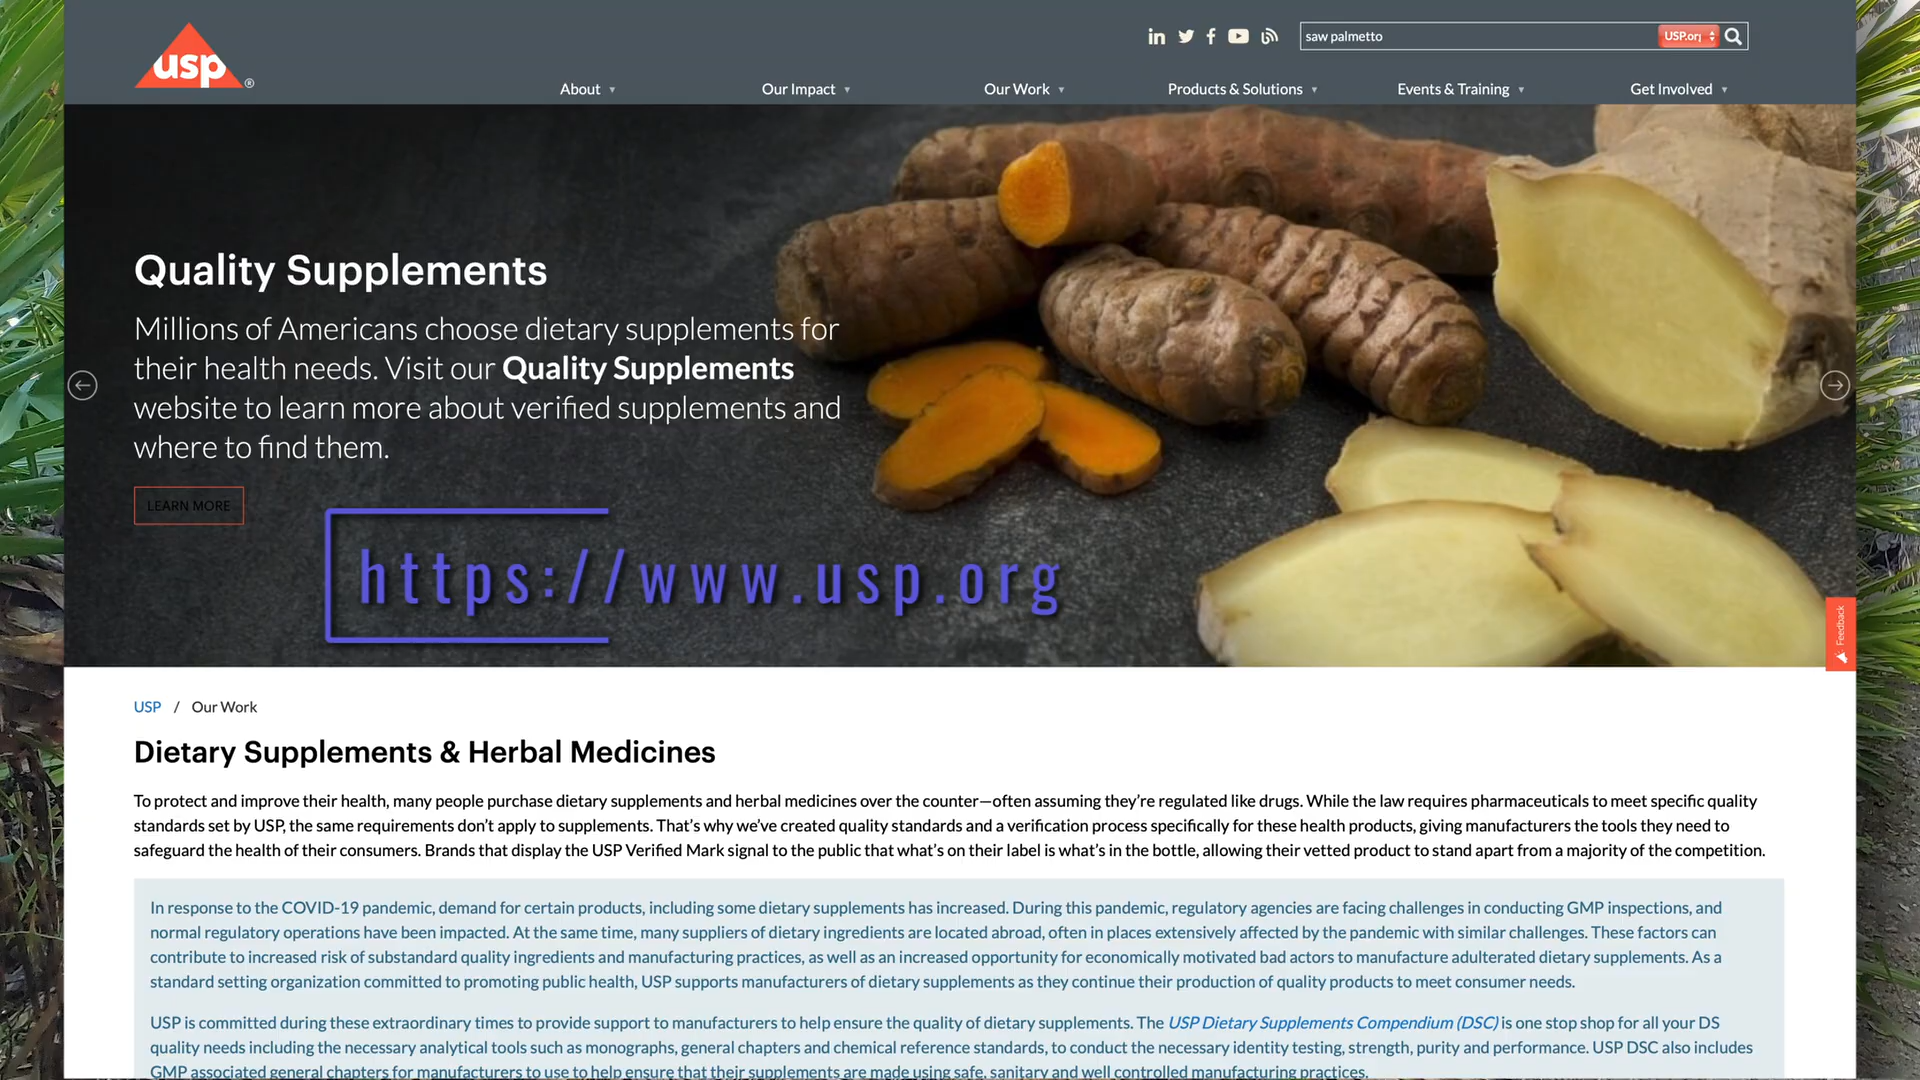 usp®
saw palmetto
USP.or
About
Our Impact
Our Work
Products & Solutions
Events & Training
Get Involved
Quality Supplements
Millions of Americans choose dietary supplements for
their health needs. Visit our Quality Supplements
website to learn more about verified supplements and
where to find them.
LEARN MORE
https://www.usp.org
Feedback
USP / Our Work
Dietary Supplements & Herbal Medicines
To protect and improve their health, many people purchase dietary supplements and herbal medicines over the counter—often assuming they’re regulated like drugs. While the law requires pharmaceuticals to meet specific quality
standards set by USP, the same requirements don’t apply to supplements. That’s why we’ve created quality standards and a verification process specifically for these health products, giving manufacturers the tools they need to
safeguard the health of their consumers. Brands that display the USP Verified Mark signal to the public that what’s on their label is what’s in the bottle, allowing their vetted product to stand apart from a majority of the competition.
In response to the COVID-19 pandemic, demand for certain products, including some dietary supplements has increased. During this pandemic, regulatory agencies are facing challenges in conducting GMP inspections, and
normal regulatory operations have been impacted. At the same time, many suppliers of dietary ingredients are located abroad, often in places extensively affected by the pandemic with similar challenges. These factors can
contribute to increased risk of substandard quality ingredients and manufacturing practices, as well as an increased opportunity for economically motivated bad actors to manufacture adulterated dietary supplements. As a
standard setting organization committed to promoting public health, USP supports manufacturers of dietary supplements as they continue their production of quality products to meet consumer needs.
USP is committed during these extraordinary times to provide support to manufacturers to help ensure the quality of dietary supplements. The USP Dietary Supplements Compendium (DSC) is one stop shop for all your DS
quality needs including the necessary analytical tools such as monographs, general chapters and chemical reference standards, to conduct the necessary identity testing, strength, purity and performance. USP DSC also includes
GMP associated general chapters for manufacturers to use to help ensure that their supplements are made using safe, sanitary and well controlled manufacturing practices.